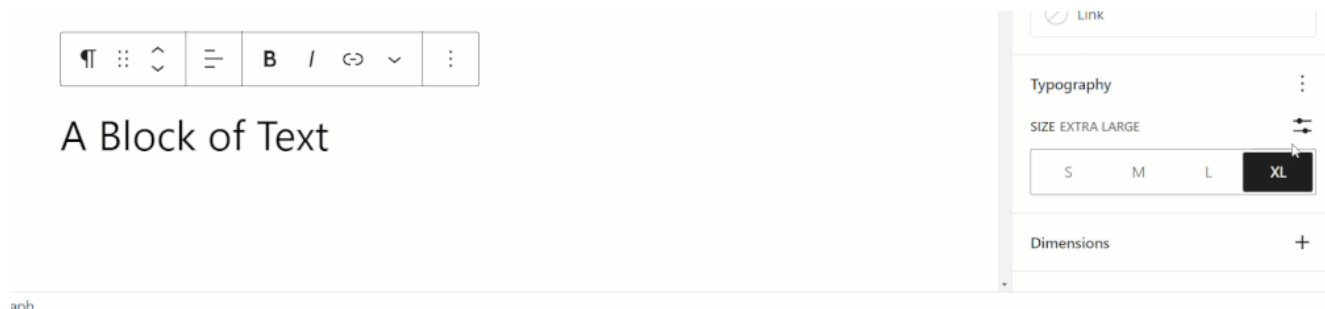 Link
B I
A Block of Text
Typography
SIZE EXTRA LARGE
S M L XL
Dimensions